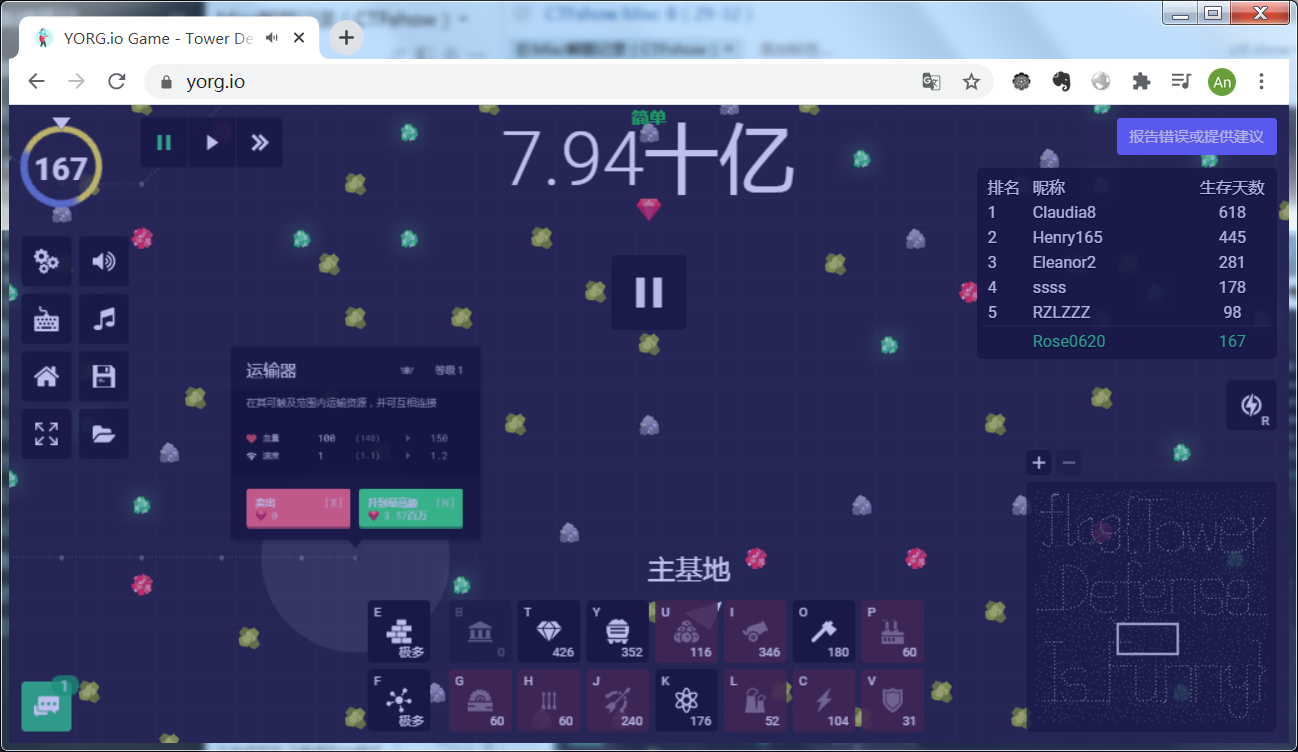 YORG.io Game - Tower De
yorg.io
An
简单
7.94十亿
167
报告错误或提供建议
排名 昵称 生存天数
1 Claudia8 618
2 Henry165 445
3 Eleanor2 281
4 ssss 178
5 RZLZZZ 98
Rose0620 167
R
运输器 等级 1
在其可触及范围内运输资源，并可互相连接
血量 100 (140) 150
速度 1 (1.1) 1.2
卖出 [X] 升到最高级 [N]
0 3.57百万
flag{Tower
Defense
Is Funny}
主基地
E 极多
B 0
T 426
Y 352
U 116
I 346
O 180
P 60
F 极多
G 60
H 60
J 240
K 176
L 52
C 104
V 31
1